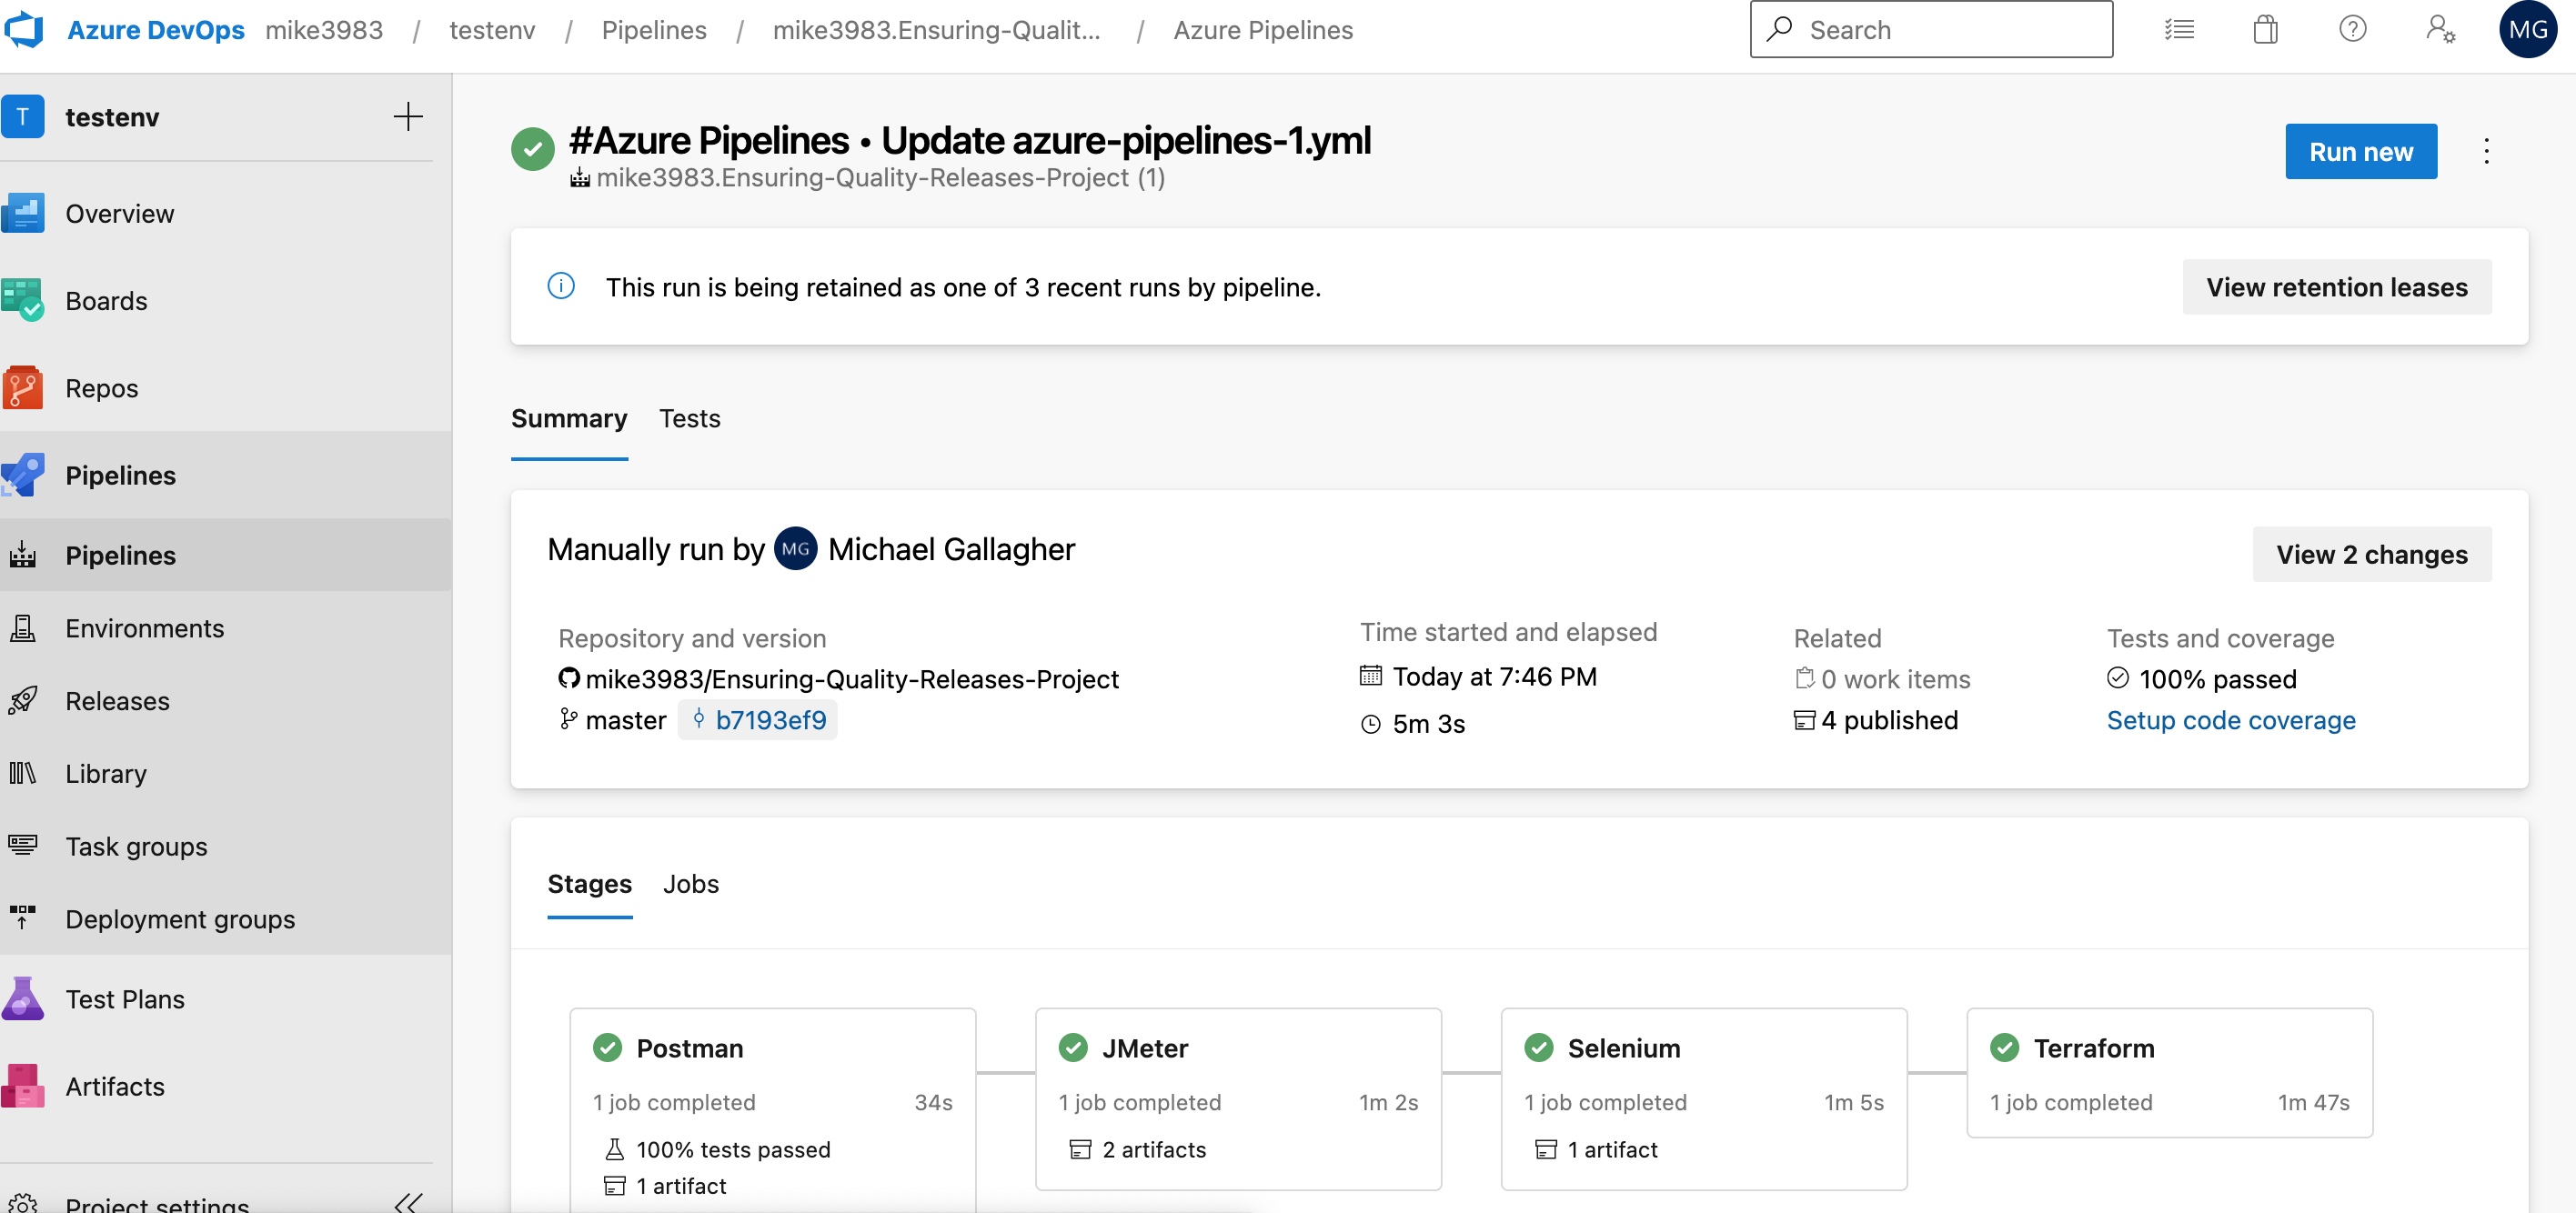 Azure DevOps mike3983 / testenv / Pipelines / mike3983.Ensuring-Qualit... / Azure Pipelines
Search
MG
T testenv
Overview
Boards
Repos
Pipelines
Pipelines
Environments
Releases
Library
Task groups
Deployment groups
Test Plans
Artifacts
Project settings
#Azure Pipelines • Update azure-pipelines-1.yml
mike3983.Ensuring-Quality-Releases-Project (1)
Run new
This run is being retained as one of 3 recent runs by pipeline.
View retention leases
Summary Tests
Manually run by MG Michael Gallagher
View 2 changes
Repository and version
mike3983/Ensuring-Quality-Releases-Project
master b7193ef9
Time started and elapsed
Today at 7:46 PM
5m 3s
Related
0 work items
4 published
Tests and coverage
100% passed
Setup code coverage
Stages Jobs
Postman
1 job completed 34s
100% tests passed
1 artifact
JMeter
1 job completed 1m 2s
2 artifacts
Selenium
1 job completed 1m 5s
1 artifact
Terraform
1 job completed 1m 47s